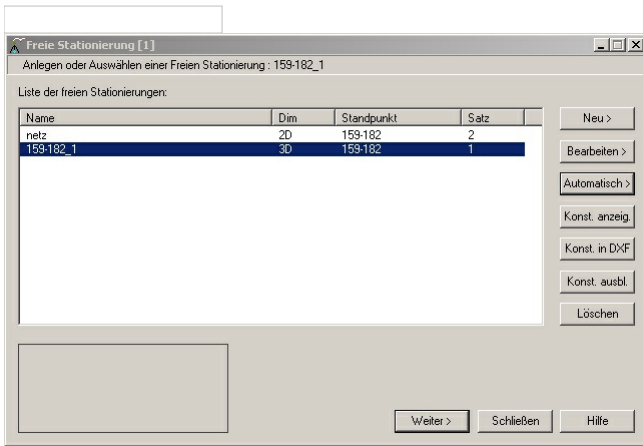 Freie Stationierung [1]
Anlegen oder Auswählen einer Freien Stationierung : 159-182_1
Liste der freien Stationierungen:
Name Dim Standpunkt Satz
netz 2D 159-182 2
159-182_1 3D 159-182 1
Neu >
Bearbeiten >
Automatisch >
Konst. anzeig.
Konst. in DXF
Konst. ausbl.
Löschen
Weiter > Schließen Hilfe